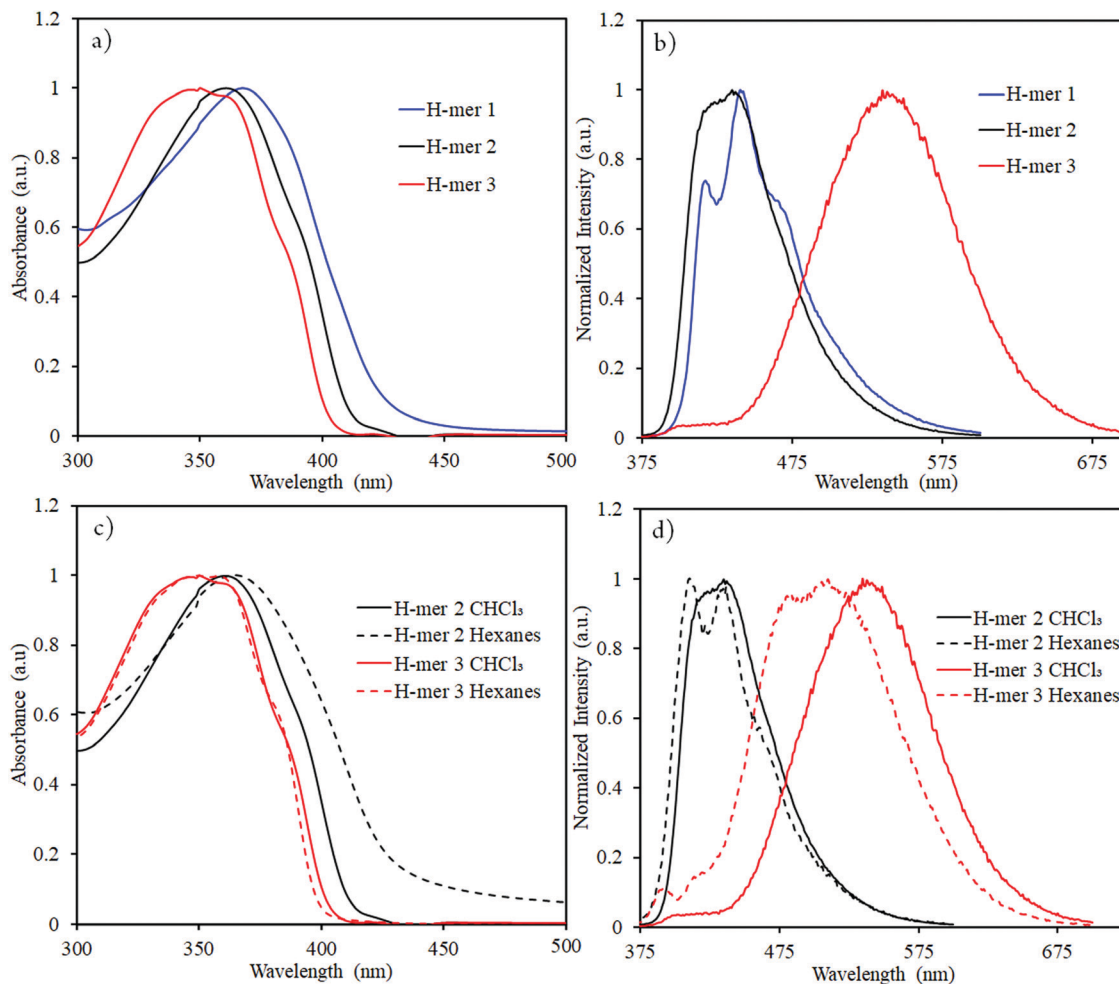 a)
1.2
1
0.8
0.6
0.4
0.2
0
300
350
400
450
500
Absorbance (a.u.)
Wavelength (nm)
H-mer 1
H-mer 2
H-mer 3
b)
1.2
1
0.8
0.6
0.4
0.2
0
375
475
575
675
Normalized Intensity (a.u.)
Wavelength (nm)
H-mer 1
H-mer 2
H-mer 3
c)
1.2
1
0.8
0.6
0.4
0.2
0
300
350
400
450
500
Absorbance (a.u)
Wavelength (nm)
H-mer 2 CHCl₃
H-mer 2 Hexanes
H-mer 3 CHCl₃
H-mer 3 Hexanes
d)
1.2
1
0.8
0.6
0.4
0.2
0
375
475
575
675
Normalized Intensity (a.u.)
Wavelength (nm)
H-mer 2 CHCl₃
H-mer 2 Hexanes
H-mer 3 CHCl₃
H-mer 3 Hexanes